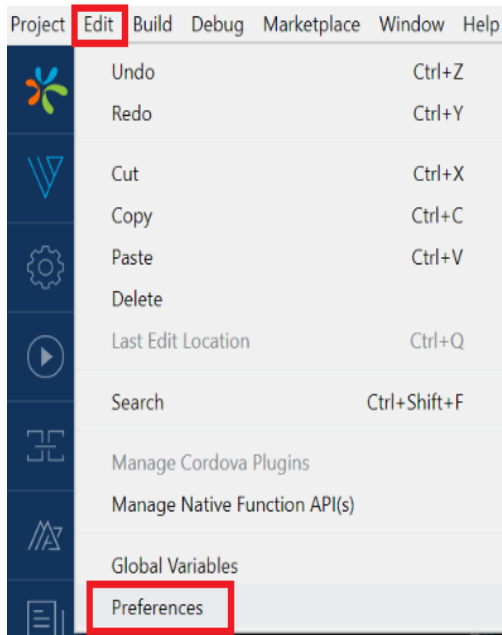 Project Edit Build Debug Marketplace Window Help
Undo Ctrl+Z
Redo Ctrl+Y
Cut Ctrl+X
Copy Ctrl+C
Paste Ctrl+V
Delete
Last Edit Location Ctrl+Q
Search Ctrl+Shift+F
Manage Cordova Plugins
Manage Native Function API(s)
Global Variables
Preferences